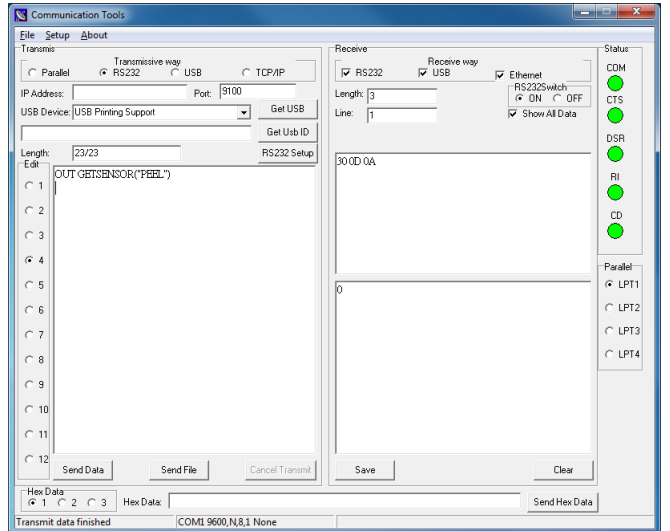 Communication Tools
File Setup About
Transmis
Transmissive way
Parallel RS232 USB TCP/IP
IP Address: Port: 9100
USB Device: USB Printing Support Get USB
Get Usb ID
Length: 23/23 RS232 Setup
Edit
OUT GETSENSOR("PEEL")
1
2
3
4
5
6
7
8
9
10
11
12
Send Data Send File Cancel Transmit
Receive
Receive way
RS232 USB Ethernet
Length: 3
RS232Switch
ON OFF
Line: 1 Show All Data
30 0D 0A
0
Save Clear
Status
COM
CTS
DSR
RI
CD
Parallel
LPT1
LPT2
LPT3
LPT4
Hex Data
1 2 3 Hex Data: Send Hex Data
Transmit data finished COM1 9600,N,8,1 None